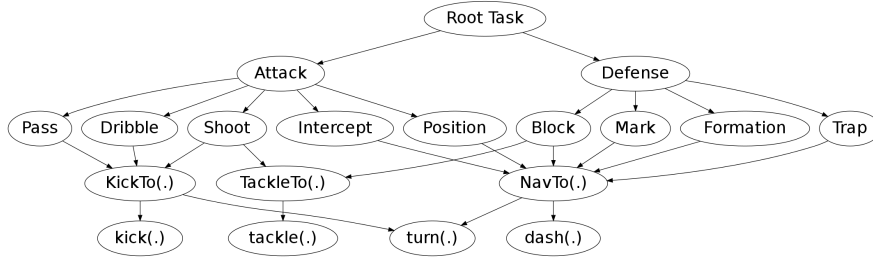 Root Task
Attack
Defense
Pass
Dribble
Shoot
Intercept
Position
Block
Mark
Formation
Trap
KickTo(.)
TackleTo(.)
NavTo(.)
kick(.)
tackle(.)
turn(.)
dash(.)